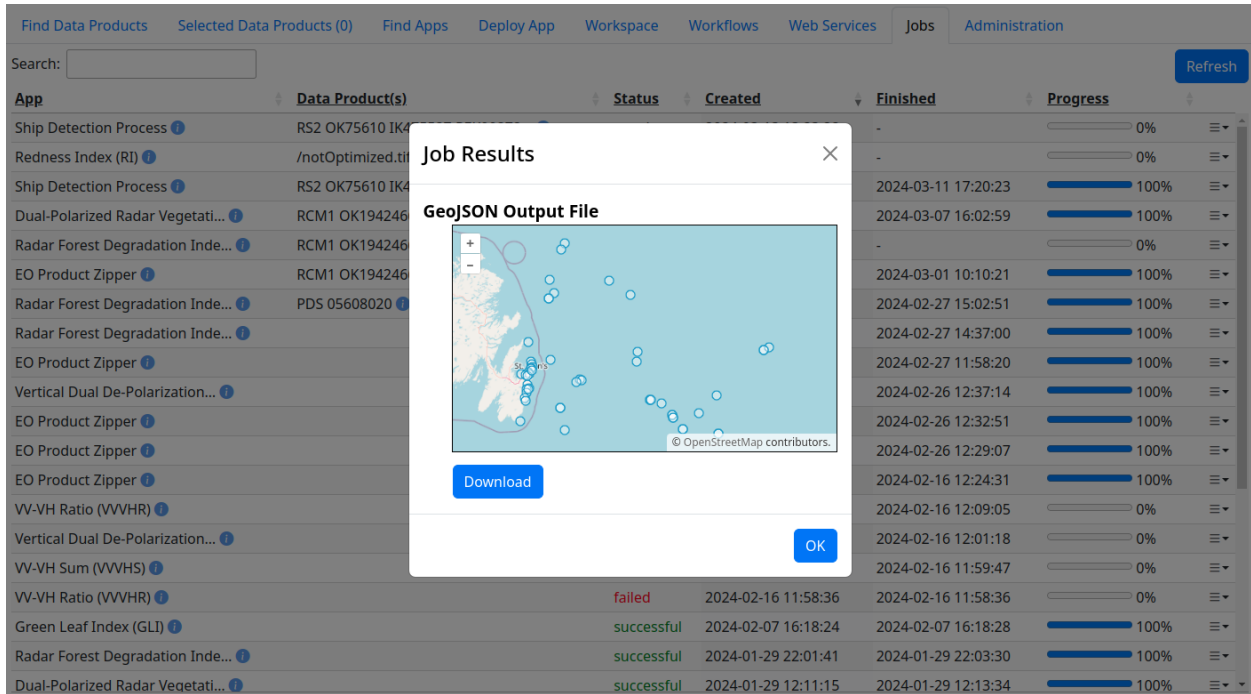 Find Data Products Selected Data Products (0) Find Apps Deploy App Workspace Workflows Web Services Jobs Administration
Search: Refresh
App Data Product(s) Status Created Finished Progress
Ship Detection Process RS2 OK75610 - 0%
Redness Index (RI) /notOptimized.tif - 0%
Ship Detection Process RS2 OK75610 IK4 2024-03-11 17:20:23 100%
Dual-Polarized Radar Vegetati... RCM1 OK194246 2024-03-07 16:02:59 100%
Radar Forest Degradation Inde... RCM1 OK194246 - 0%
EO Product Zipper RCM1 OK194246 2024-03-01 10:10:21 100%
Radar Forest Degradation Inde... PDS 05608020 2024-02-27 15:02:51 100%
Radar Forest Degradation Inde... 2024-02-27 14:37:00 100%
EO Product Zipper 2024-02-27 11:58:20 100%
Vertical Dual De-Polarization... 2024-02-26 12:37:14 100%
EO Product Zipper 2024-02-26 12:32:51 100%
EO Product Zipper 2024-02-26 12:29:07 100%
EO Product Zipper 2024-02-16 12:24:31 100%
VV-VH Ratio (VVVHR) 2024-02-16 12:09:05 0%
Vertical Dual De-Polarization... 2024-02-16 12:01:18 0%
VV-VH Sum (VVVHS) 2024-02-16 11:59:47 0%
VV-VH Ratio (VVVHR) failed 2024-02-16 11:58:36 2024-02-16 11:58:36 0%
Green Leaf Index (GLI) successful 2024-02-07 16:18:24 2024-02-07 16:18:28 100%
Radar Forest Degradation Inde... successful 2024-01-29 22:01:41 2024-01-29 22:03:30 100%
Dual-Polarized Radar Vegetati... successful 2024-01-29 12:11:15 2024-01-29 12:13:34 100%
Job Results
GeoJSON Output File
+
–
© OpenStreetMap contributors.
Download
OK